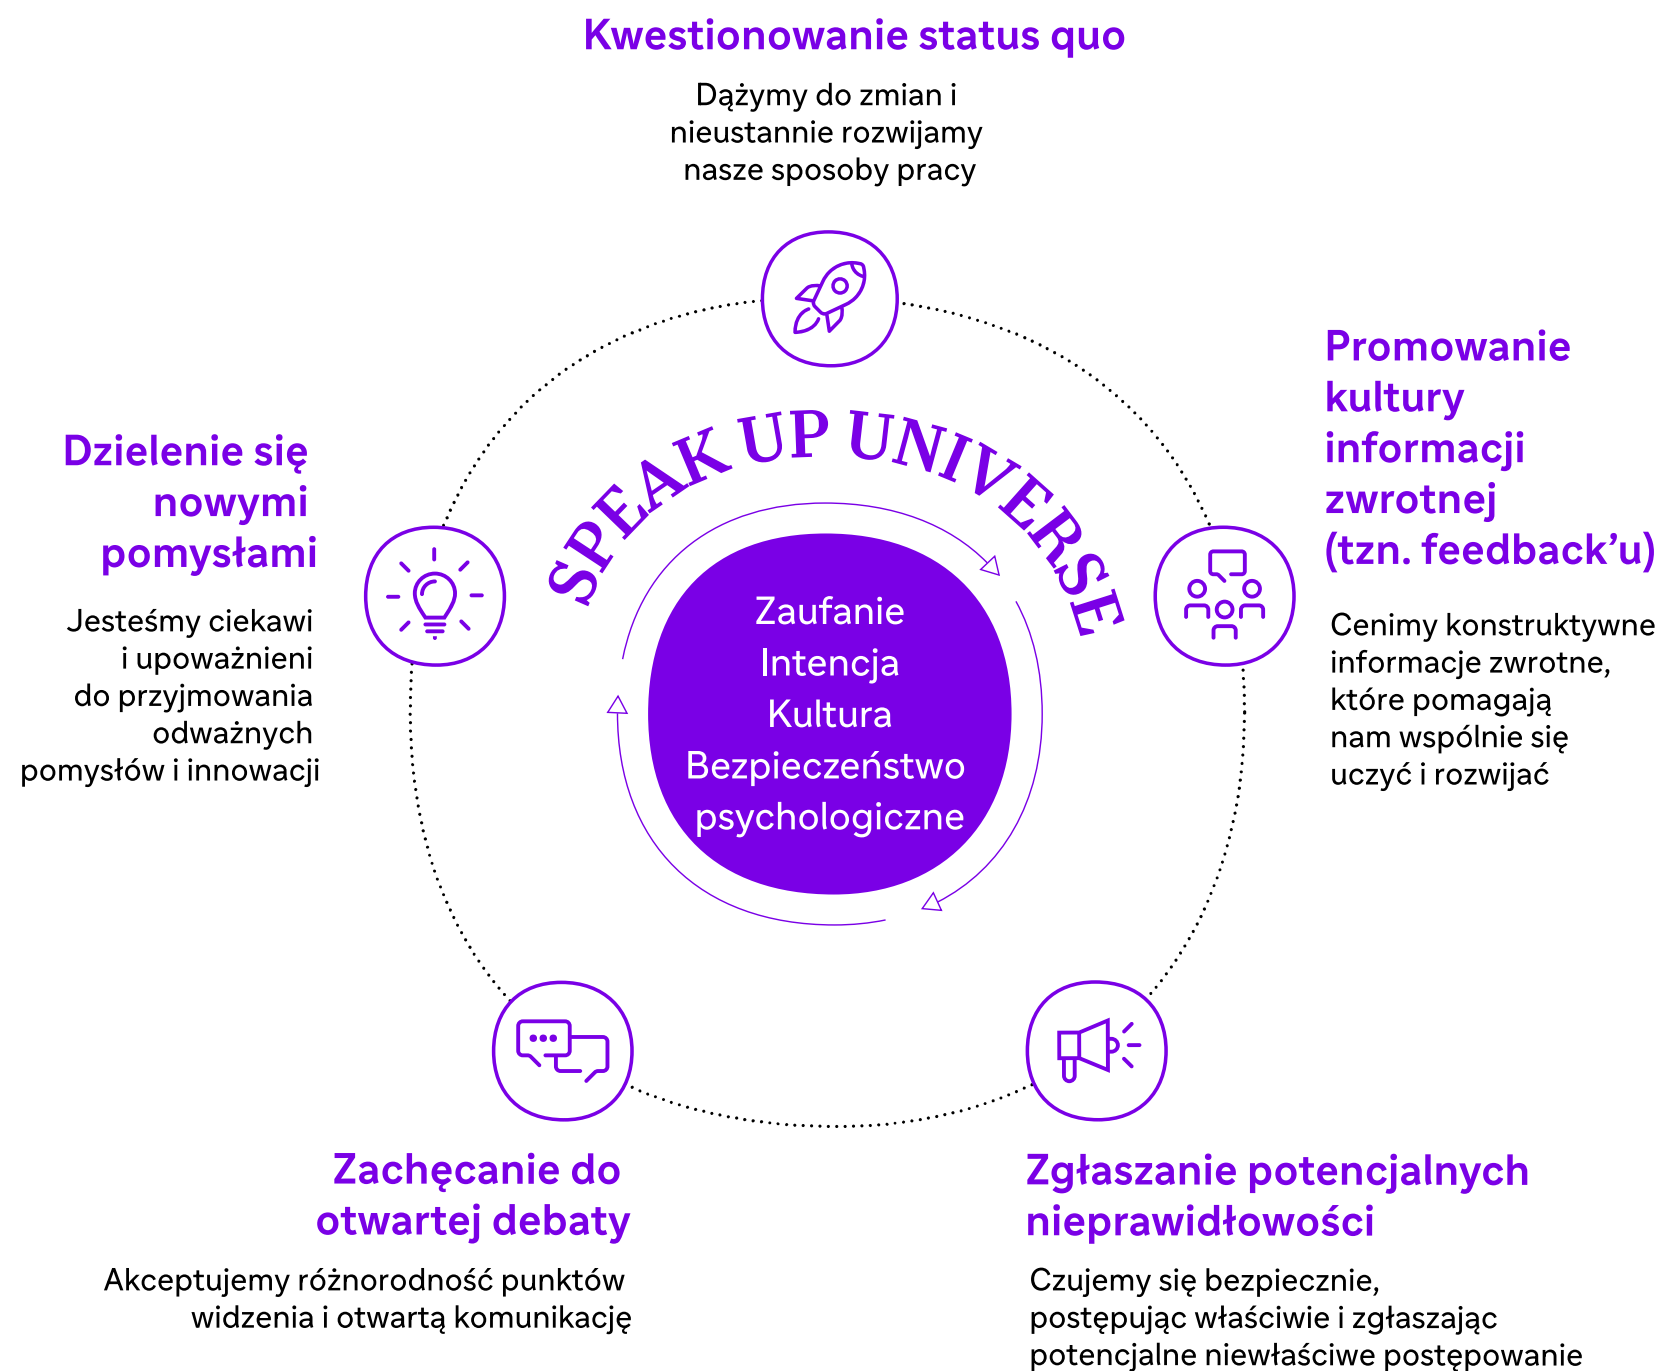 Kwestionowanie status quo
Dążymy do zmian i
nieustannie rozwijamy
nasze sposoby pracy
Promowanie
kultury
informacji
zwrotnej
(tzn. feedback’u)
Cenimy konstruktywne
informacje zwrotne,
które pomagają
nam wspólnie się
uczyć i rozwijać
Dzielenie się
nowymi
pomysłami
Jesteśmy ciekawi
i upoważnieni
do przyjmowania
odważnych
pomysłów i innowacji
SPEAK UP UNIVERSE
Zaufanie
Intencja
Kultura
Bezpieczeństwo
psychologiczne
Zachęcanie do
otwartej debaty
Akceptujemy różnorodność punktów
widzenia i otwartą komunikację
Zgłaszanie potencjalnych
nieprawidłowości
Czujemy się bezpiecznie,
postępując właściwie i zgłaszając
potencjalne niewłaściwe postępowanie